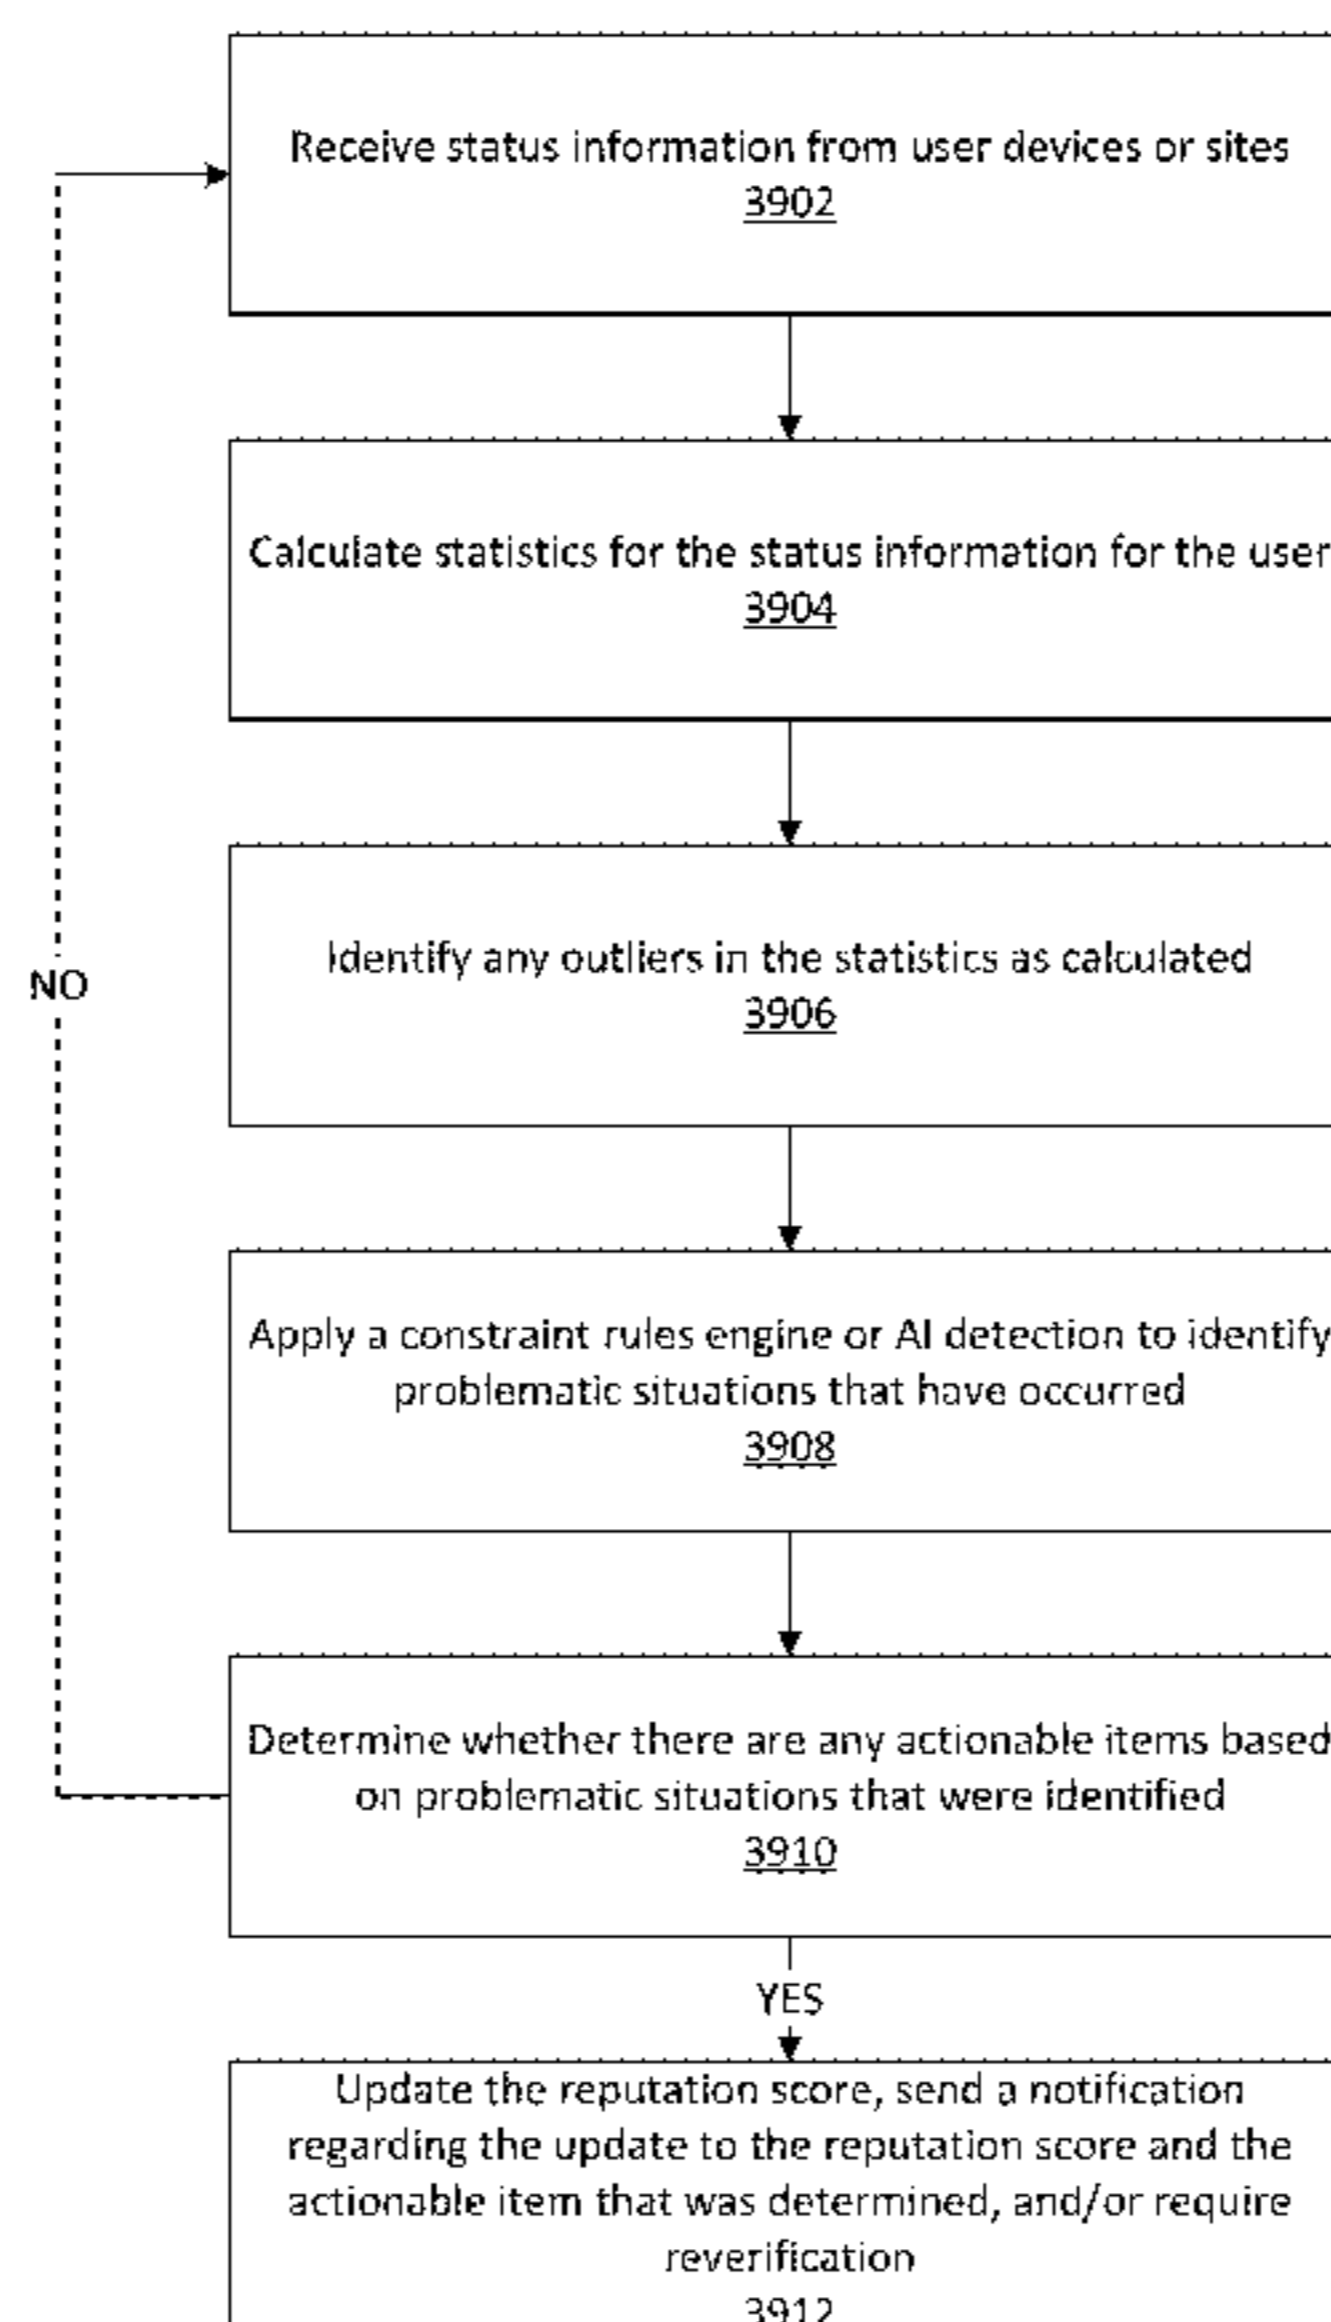 Receive status information from user devices or sites
3902
Calculate statistics for the status information for the user
3904
Identify any outliers in the statistics as calculated
3906
NO
Apply a constraint rules engine or AI detection to identify
problematic situations that have occurred
3908
Determine whether there are any actionable items based
on problematic situations that were identified
3910
YES
Update the reputation score, send a notification
regarding the update to the reputation score and the
actionable item that was determined, and/or require
reverification
3912